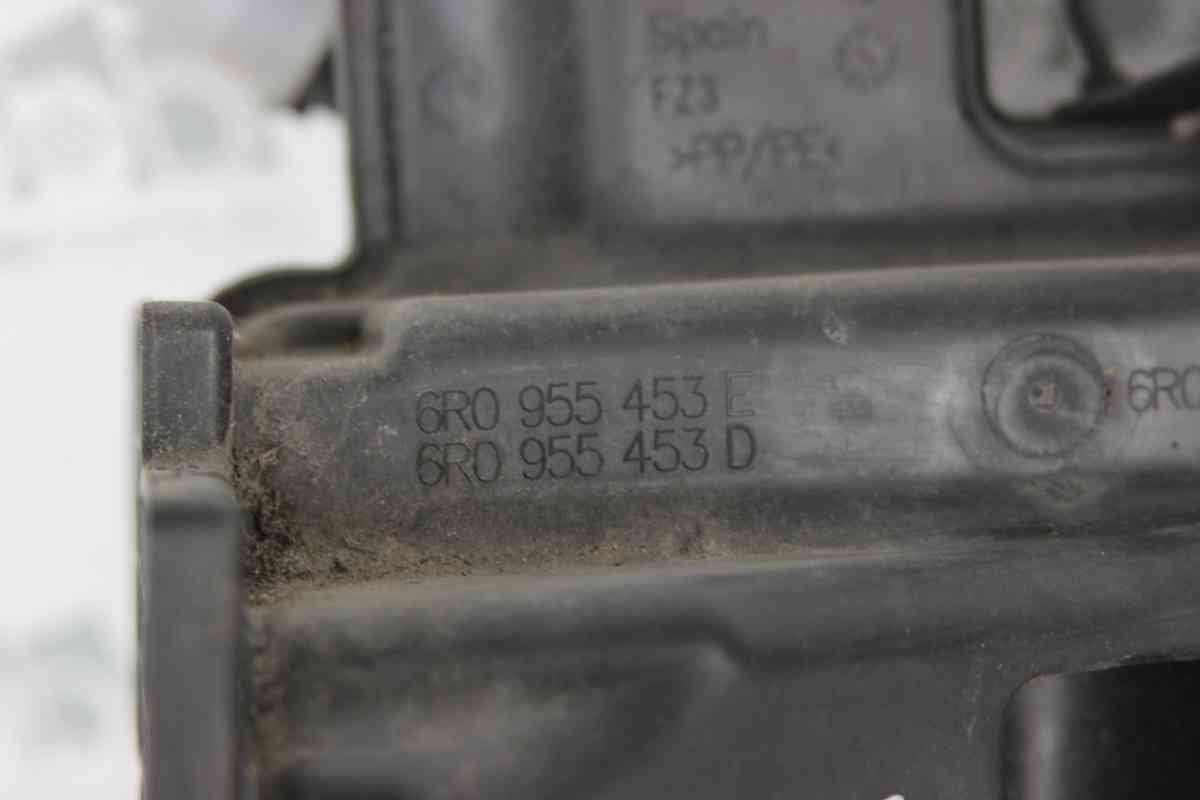 Spain
FZ3
>PP/PE<
6R0 955 453 E
6R0 955 453 D
6R0